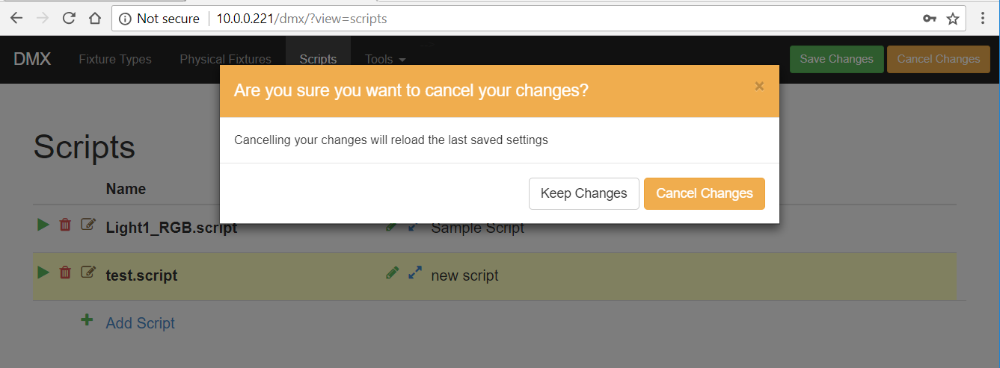 Not secure 10.0.0.221/dmx/?view=scripts
DMX Fixture Types Physical Fixtures Scripts Tools Save Changes Cancel Changes
Are you sure you want to cancel your changes? ×
Cancelling your changes will reload the last saved settings
Keep Changes Cancel Changes
Scripts
Name
Light1_RGB.script Sample Script
test.script new script
Add Script